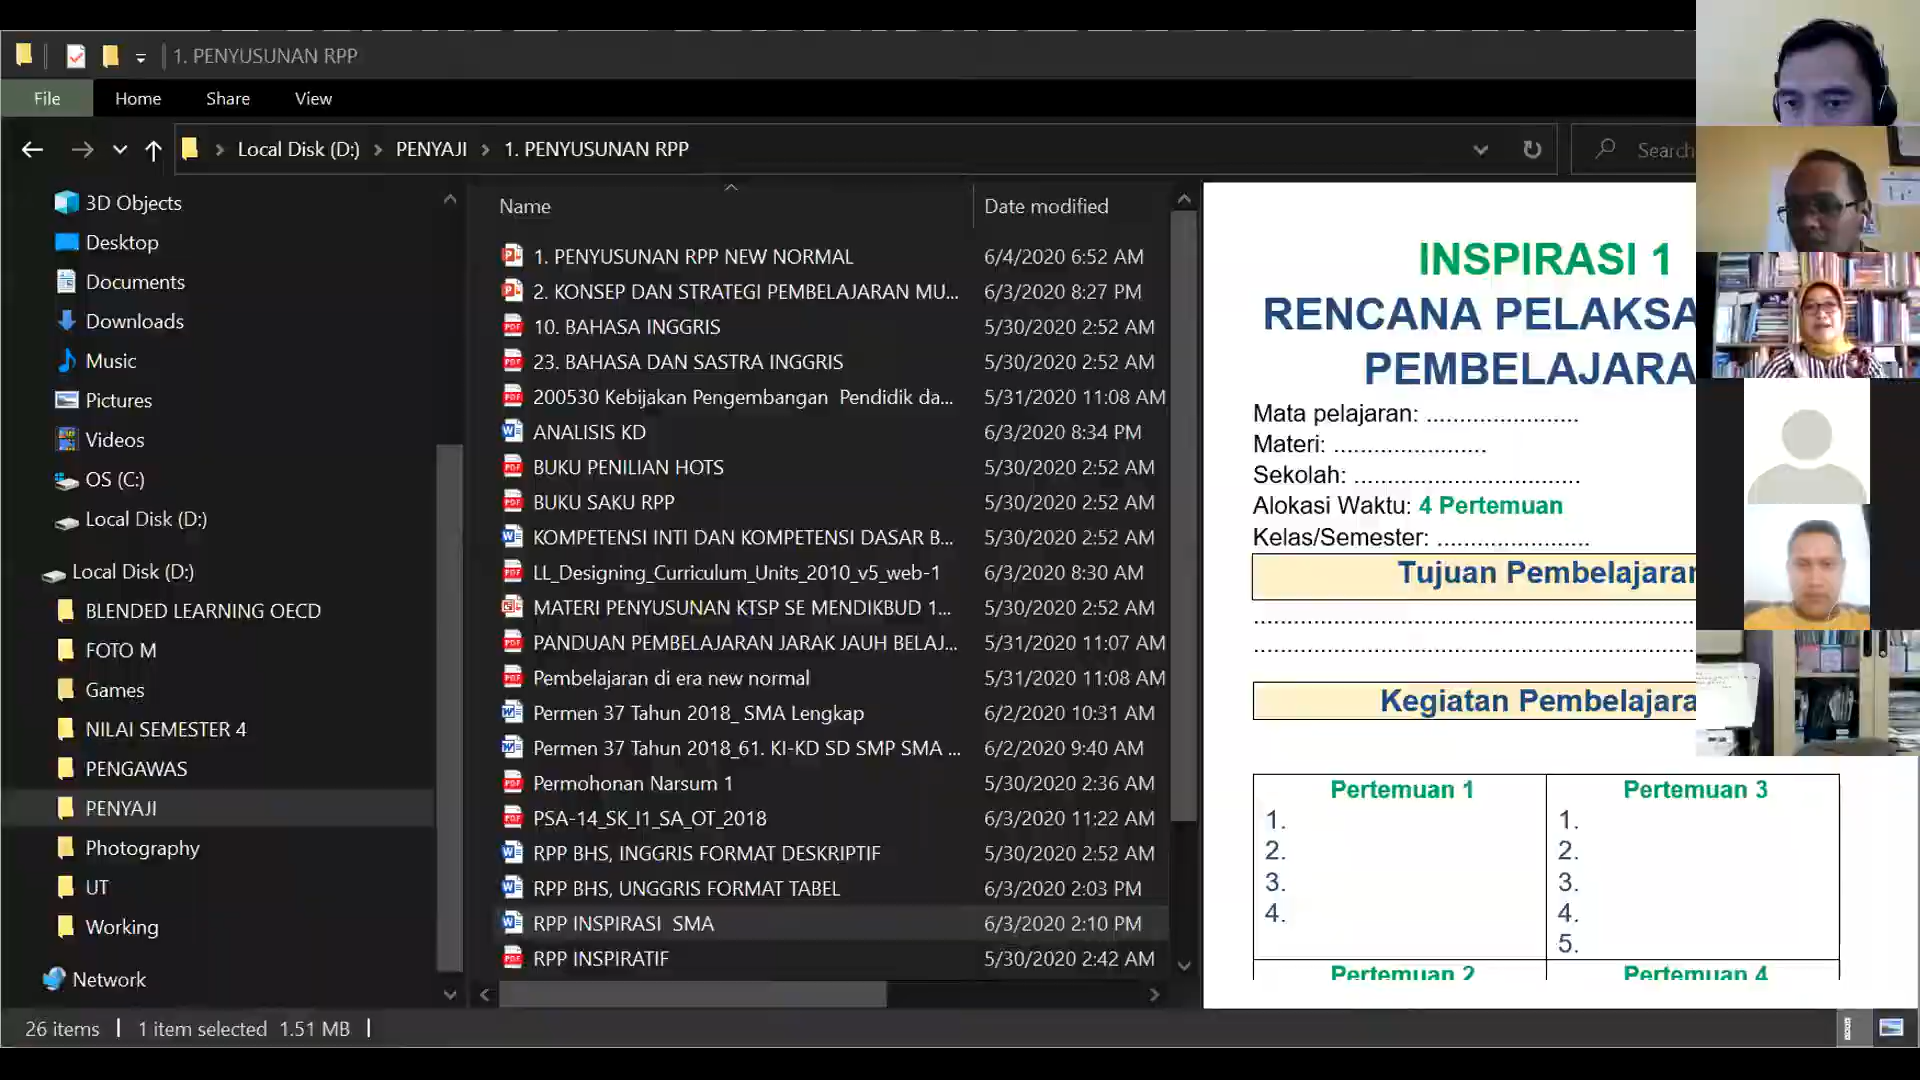 1. PENYUSUNAN RPP
File Home Share View
Local Disk (D:) PENYAJI 1. PENYUSUNAN RPP
Search
3D Objects
Desktop
Documents
Downloads
Music
Pictures
Videos
OS (C:)
Local Disk (D:)
Local Disk (D:)
BLENDED LEARNING OECD
FOTO M
Games
NILAI SEMESTER 4
PENGAWAS
PENYAJI
Photography
UT
Working
Network
Name Date modified
1. PENYUSUNAN RPP NEW NORMAL 6/4/2020 6:52 AM
2. KONSEP DAN STRATEGI PEMBELAJARAN MU... 6/3/2020 8:27 PM
10. BAHASA INGGRIS 5/30/2020 2:52 AM
23. BAHASA DAN SASTRA INGGRIS 5/30/2020 2:52 AM
200530 Kebijakan Pengembangan Pendidik da... 5/31/2020 11:08 AM
ANALISIS KD 6/3/2020 8:34 PM
BUKU PENILIAN HOTS 5/30/2020 2:52 AM
BUKU SAKU RPP 5/30/2020 2:52 AM
KOMPETENSI INTI DAN KOMPETENSI DASAR B... 5/30/2020 2:52 AM
LL_Designing_Curriculum_Units_2010_v5_web-1 6/3/2020 8:30 AM
MATERI PENYUSUNAN KTSP SE MENDIKBUD 1... 5/30/2020 2:52 AM
PANDUAN PEMBELAJARAN JARAK JAUH BELAJ... 5/31/2020 11:07 AM
Pembelajaran di era new normal 5/31/2020 11:08 AM
Permen 37 Tahun 2018_ SMA Lengkap 6/2/2020 10:31 AM
Permen 37 Tahun 2018_61. KI-KD SD SMP SMA ... 6/2/2020 9:40 AM
Permohonan Narsum 1 5/30/2020 2:36 AM
PSA-14_SK_I1_SA_OT_2018 6/3/2020 11:22 AM
RPP BHS, INGGRIS FORMAT DESKRIPTIF 5/30/2020 2:52 AM
RPP BHS, UNGGRIS FORMAT TABEL 6/3/2020 2:03 PM
RPP INSPIRASI SMA 6/3/2020 2:10 PM
RPP INSPIRATIF 5/30/2020 2:42 AM
INSPIRASI 1
RENCANA PELAKSA
PEMBELAJARA
Mata pelajaran: .......................
Materi: .......................
Sekolah: ..................................
Alokasi Waktu: 4 Pertemuan
Kelas/Semester: .......................
Tujuan Pembelajaran
Kegiatan Pembelajara
Pertemuan 1
1.
2.
3.
4.
Pertemuan 3
1.
2.
3.
4.
5.
Pertemuan 2 Pertemuan 4
26 items 1 item selected 1.51 MB